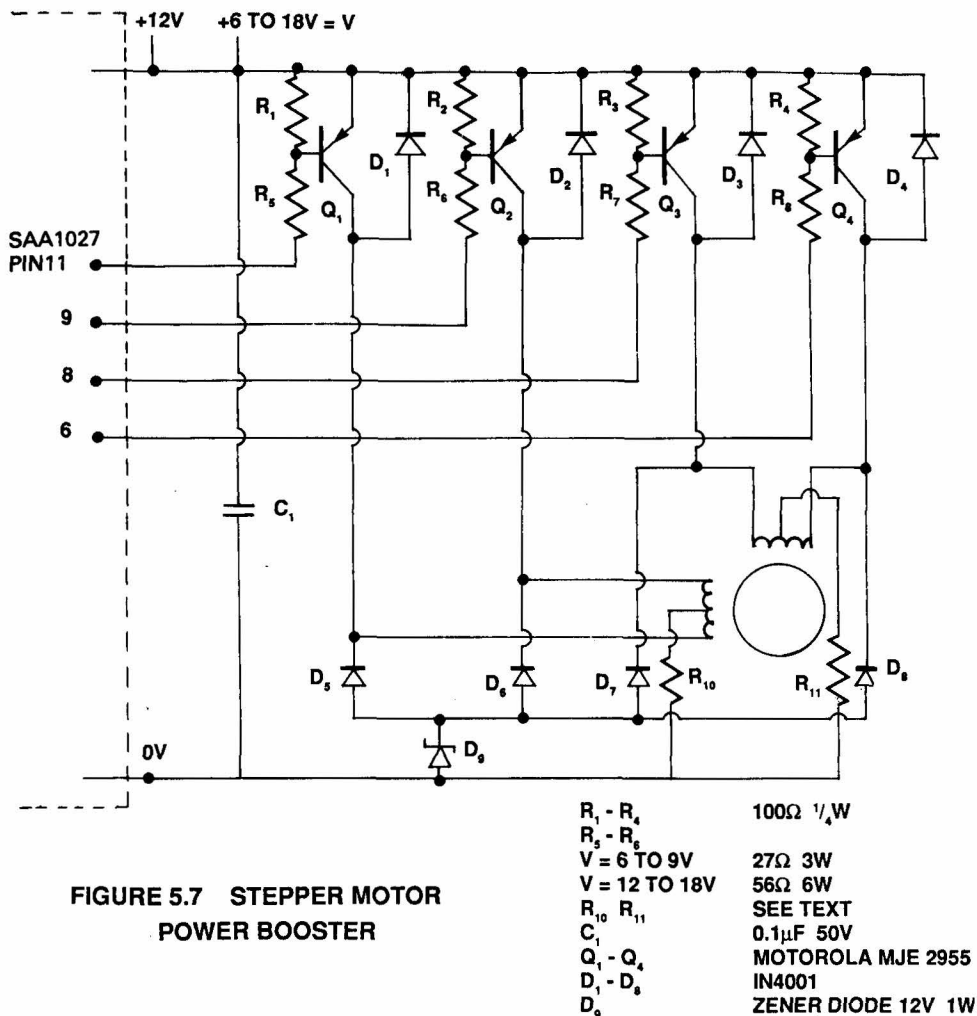 +12V +6 TO 18V = V
R₁ R₂ R₃ R₄
D₁ D₂ D₃ D₄
R₅ R₆ R₇ R₈
Q₁ Q₂ Q₃ Q₄
SAA1027
PIN11
9
8
6
C₁
D₅ D₆ D₇ R₁₀ R₁₁ D₈
D₉
0V
R₁ - R₄ 100Ω ¼W
R₅ - R₆
V = 6 TO 9V 27Ω 3W
V = 12 TO 18V 56Ω 6W
R₁₀ R₁₁ SEE TEXT
C₁ 0.1µF 50V
Q₁ - Q₄ MOTOROLA MJE 2955
D₁ - D₈ IN4001
D₉ ZENER DIODE 12V 1W
FIGURE 5.7 STEPPER MOTOR
POWER BOOSTER